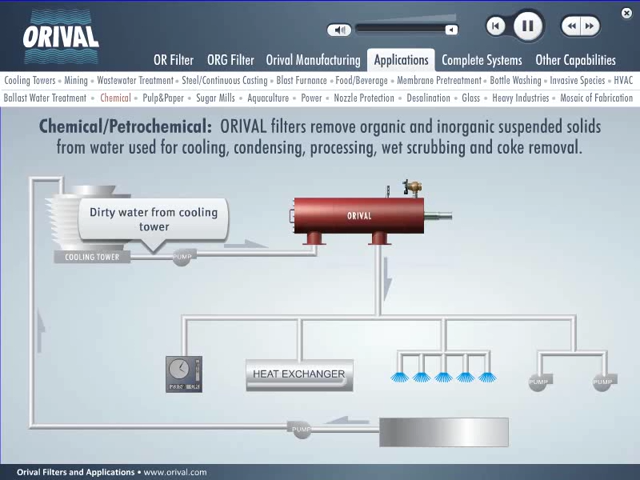 ORIVAL
OR Filter ORG Filter Orival Manufacturing Applications Complete Systems Other Capabilities
Cooling Towers • Mining • Wastewater Treatment • Steel/Continuous Casting • Blast Furnance • Food/Beverage • Membrane Pretreatment • Bottle Washing • Invasive Species • HVAC
Ballast Water Treatment • Chemical • Pulp&Paper • Sugar Mills • Aquaculture • Power • Nozzle Protection • Desalination • Glass • Heavy Industries • Mosaic of Fabrication
Chemical/Petrochemical: ORIVAL filters remove organic and inorganic suspended solids
from water used for cooling, condensing, processing, wet scrubbing and coke removal.
Dirty water from cooling
tower
ORIVAL
COOLING TOWER
PUMP
HEAT EXCHANGER
PUMP
PUMP
PUMP
Orival Filters and Applications • www.orival.com